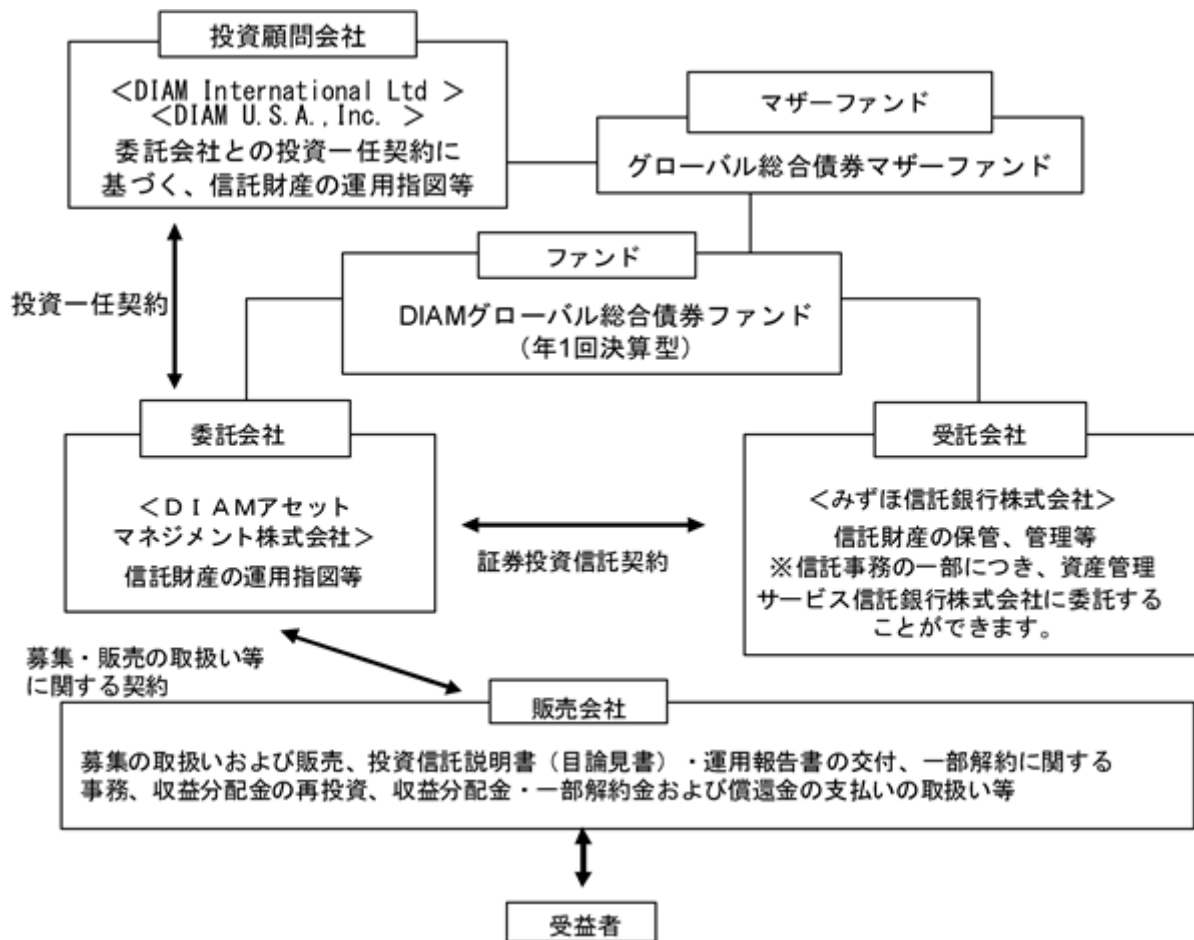 投資顧問会社
<DIAM International Ltd >
<DIAM U.S.A.,Inc. >
委託会社との投資一任契約に
基づく、信託財産の運用指図等
マザーファンド
グローバル総合債券マザーファンド
投資一任契約
ファンド
DIAMグローバル総合債券ファンド
（年1回決算型）
委託会社
＜ＤＩＡＭアセット
マネジメント株式会社＞
信託財産の運用指図等
証券投資信託契約
受託会社
＜みずほ信託銀行株式会社＞
信託財産の保管、管理等
※信託事務の一部につき、資産管理
サービス信託銀行株式会社に委託する
ことができます。
募集・販売の取扱い等
に関する契約
販売会社
募集の取扱いおよび販売、投資信託説明書（目論見書）・運用報告書の交付、一部解約に関する
事務、収益分配金の再投資、収益分配金・一部解約金および償還金の支払いの取扱い等
受益者